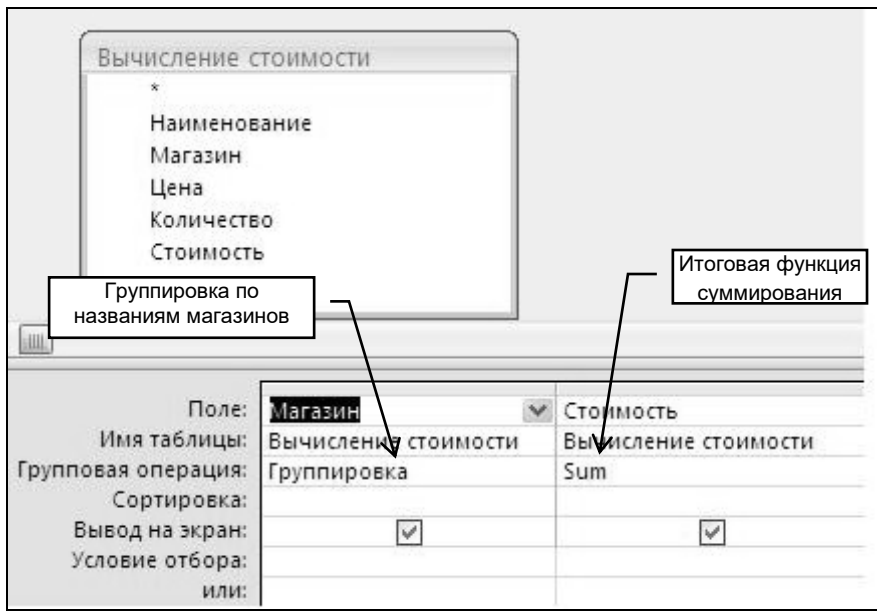 Вычисление стоимости
*
Наименование
Магазин
Цена
Количество
Стоимость
Группировка по
названиям магазинов
Итоговая функция
суммирования
Поле: Магазин Стоимость
Имя таблицы: Вычисление стоимости Вычисление стоимости
Групповая операция: Группировка Sum
Сортировка:
Вывод на экран:
Условие отбора:
или: